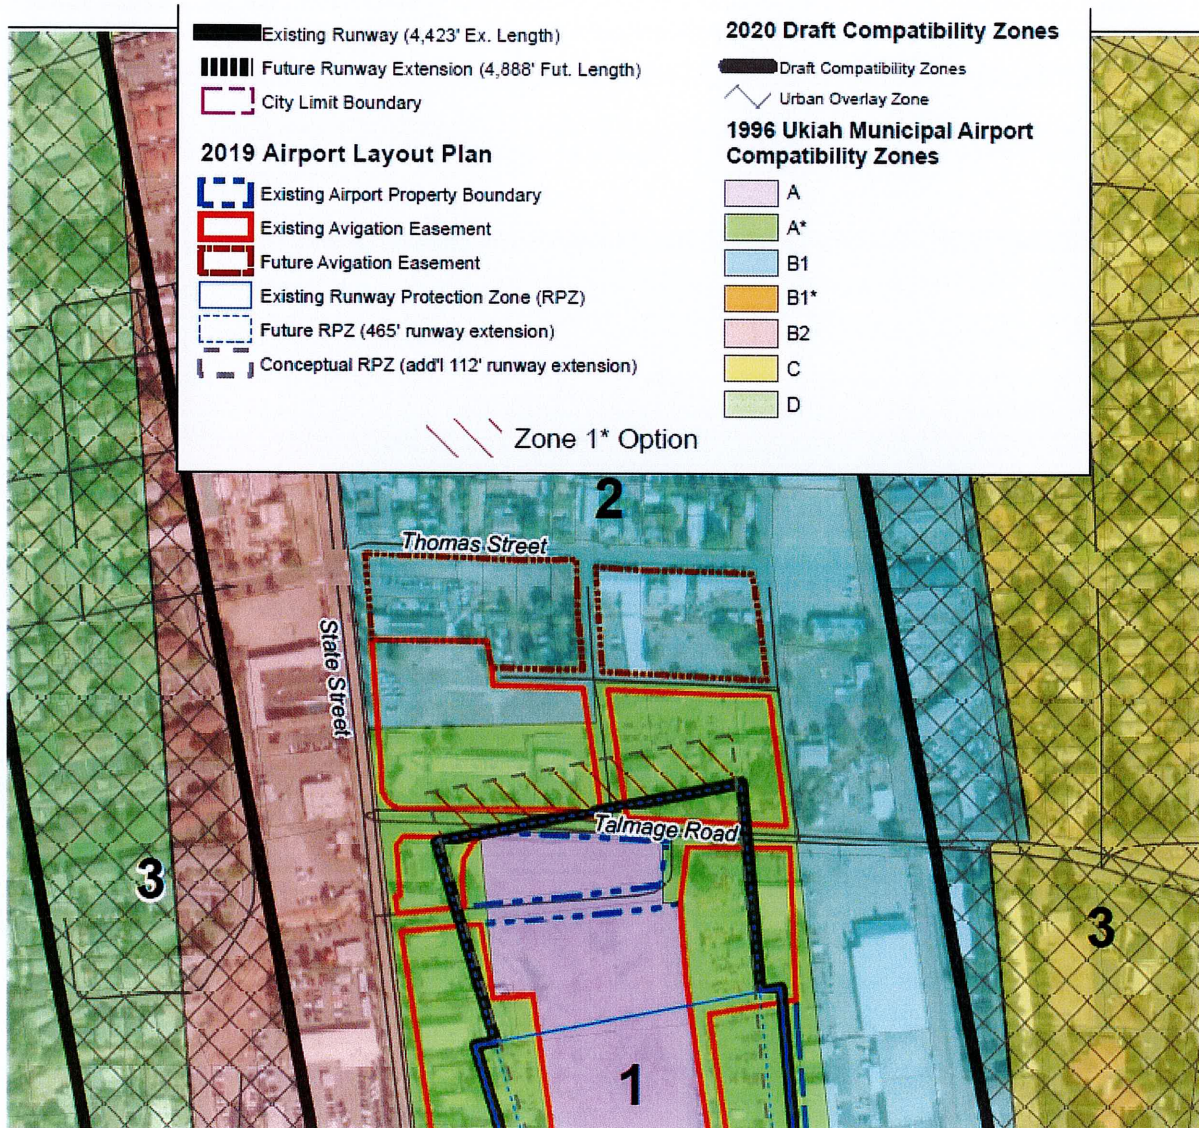 Existing Runway (4,423' Ex. Length)
Future Runway Extension (4,888' Fut. Length)
City Limit Boundary
2019 Airport Layout Plan
Existing Airport Property Boundary
Existing Avigation Easement
Future Avigation Easement
Existing Runway Protection Zone (RPZ)
Future RPZ (465' runway extension)
Conceptual RPZ (add'l 112' runway extension)
2020 Draft Compatibility Zones
Draft Compatibility Zones
Urban Overlay Zone
1996 Ukiah Municipal Airport
Compatibility Zones
A
A*
B1
B1*
B2
C
D
Zone 1* Option
2
Thomas Street
State Street
Talmage Road
3
3
1